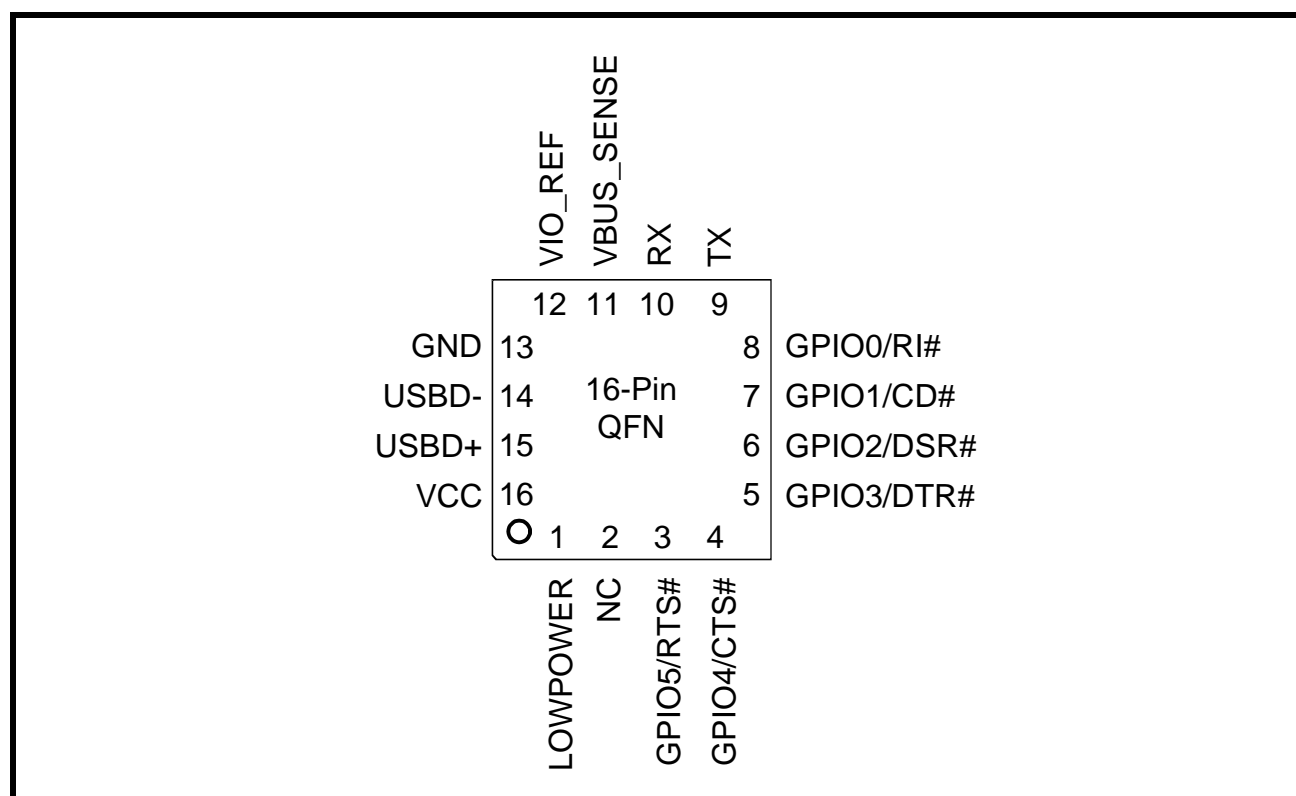 VIO_REF
VBUS_SENSE
RX
TX
12 11 10 9
GND 13 8 GPIO0/RI#
USBD- 14 16-Pin 7 GPIO1/CD#
QFN
USBD+ 15 6 GPIO2/DSR#
VCC 16 5 GPIO3/DTR#
1 2 3 4
LOWPOWER
NC
GPIO5/RTS#
GPIO4/CTS#